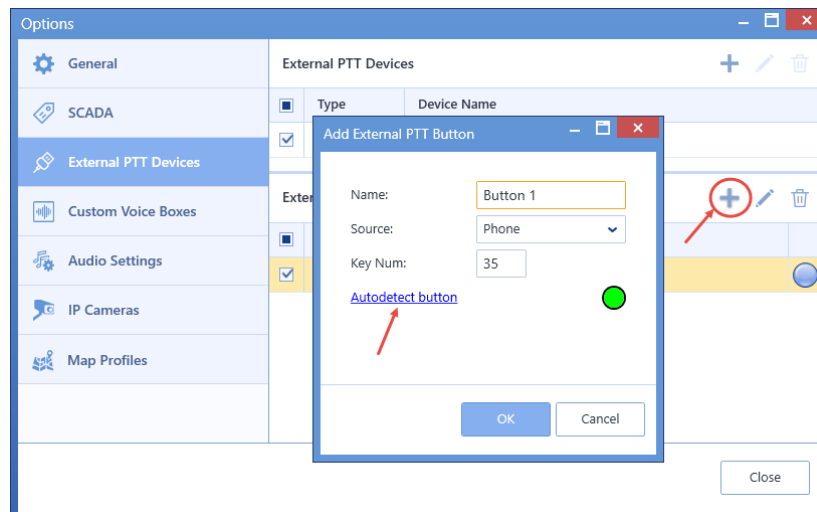 Options
General
SCADA
External PTT Devices
Custom Voice Boxes
Audio Settings
IP Cameras
Map Profiles
External PTT Devices
Type Device Name
Add External PTT Button
Name: Button 1
Source: Phone
Key Num: 35
Autodetect button
OK Cancel
Close